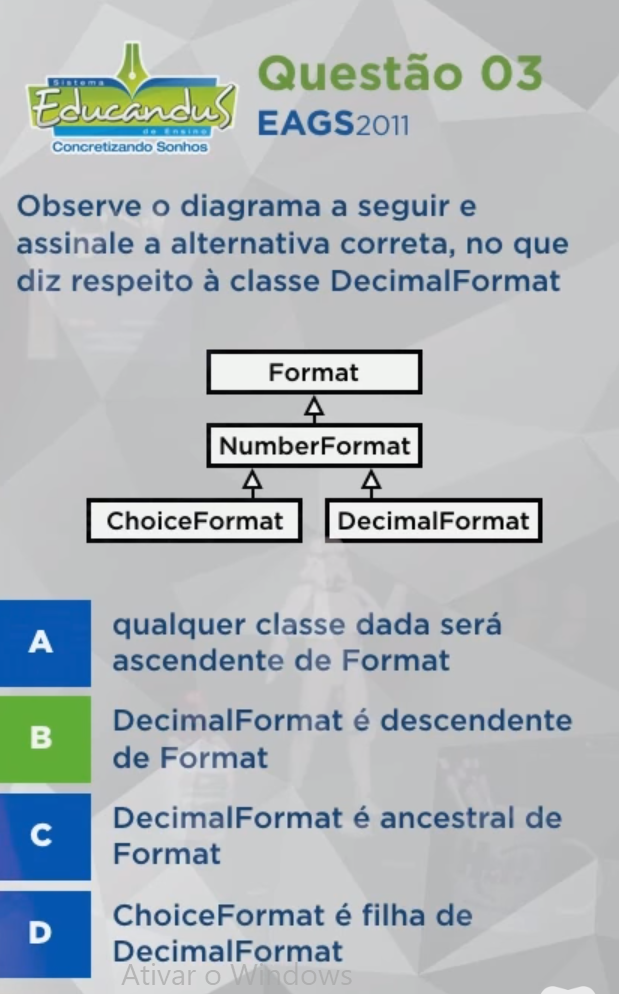 Sistema
Educandus
de Ensino
Concretizando Sonhos
Questão 03
EAGS2011
Observe o diagrama a seguir e
assinale a alternativa correta, no que
diz respeito à classe DecimalFormat
Format
NumberFormat
ChoiceFormat DecimalFormat
A
qualquer classe dada será
ascendente de Format
B
DecimalFormat é descendente
de Format
C
DecimalFormat é ancestral de
Format
D
ChoiceFormat é filha de
DecimalFormat
Ativar o Windows